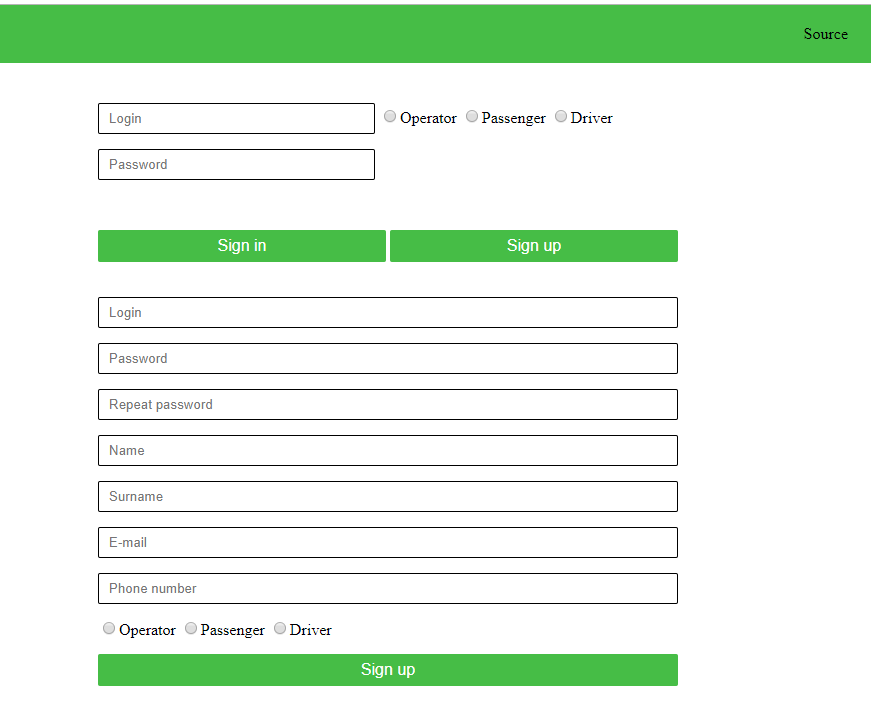 Source
Login Operator Passenger Driver
Password
Sign in Sign up
Login
Password
Repeat password
Name
Surname
E-mail
Phone number
Operator Passenger Driver
Sign up